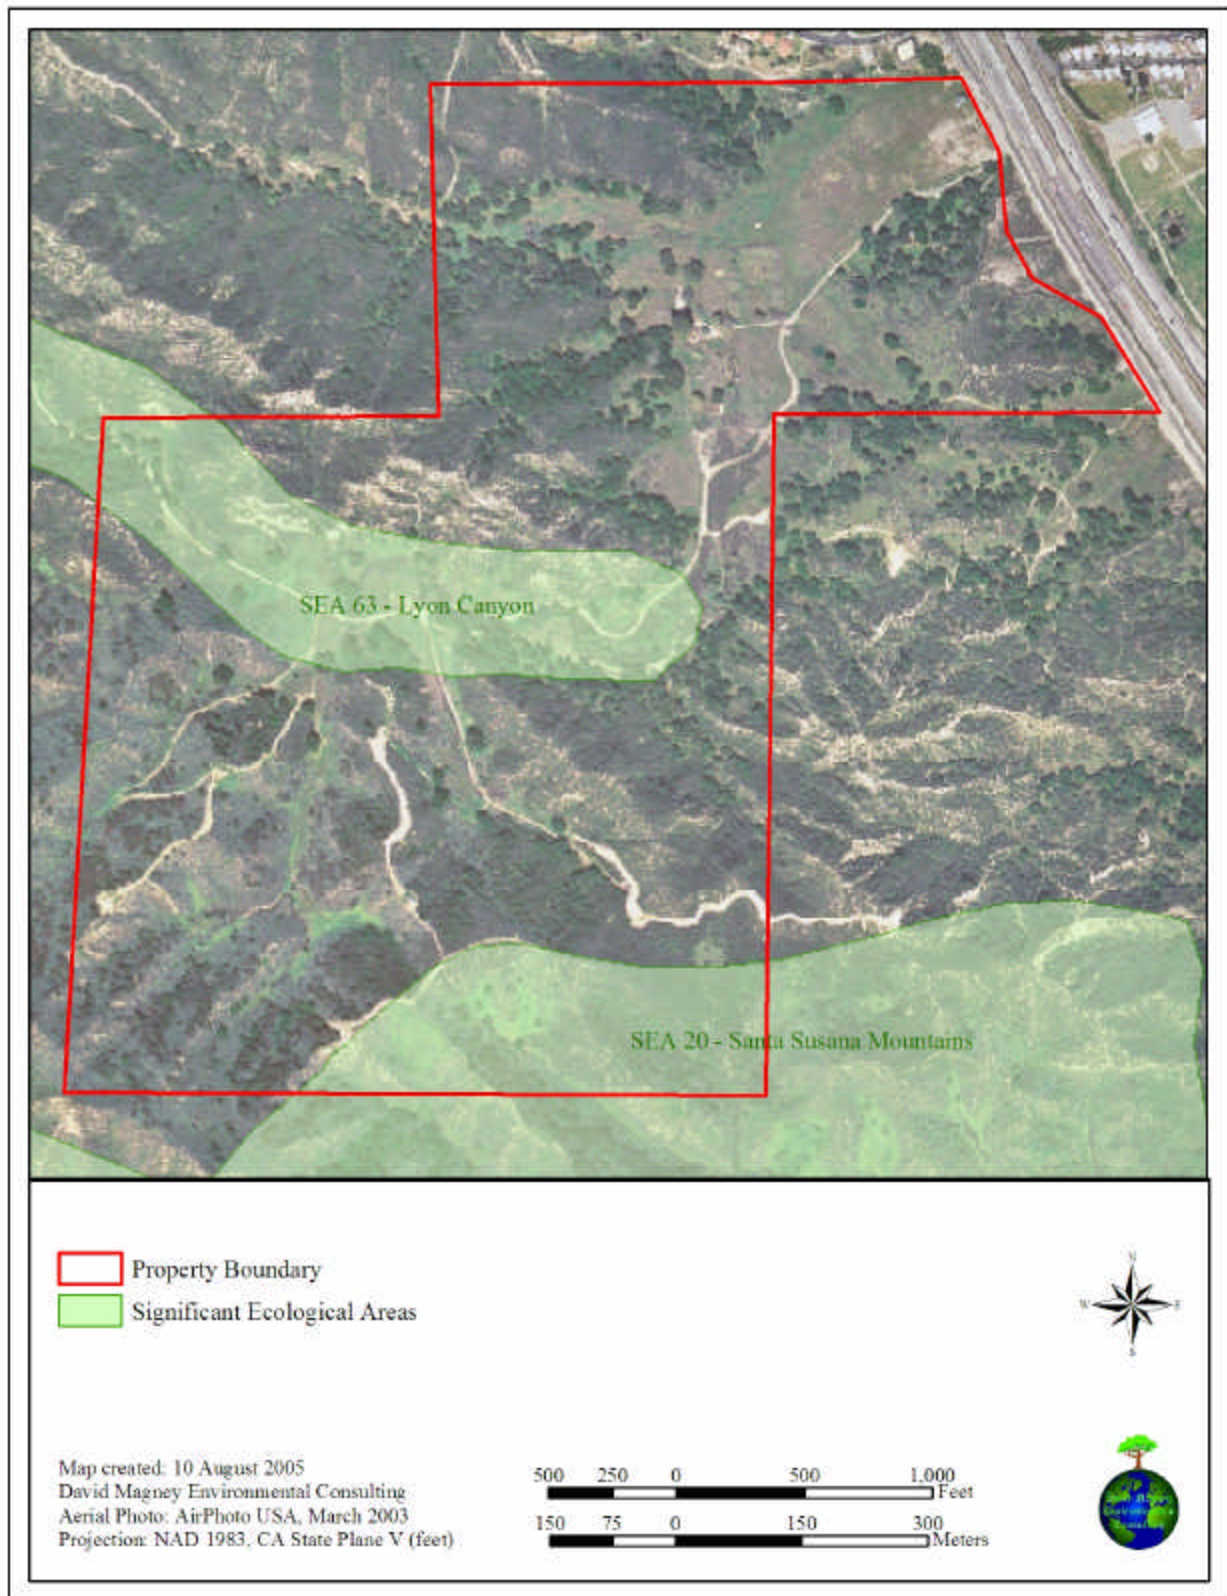 SEA 63 - Lyon Canyon
SEA 20 - Santa Susana Mountains
Property Boundary
Significant Ecological Areas
N
W E
S
Map created: 10 August 2005
David Magney Environmental Consulting
Aerial Photo: AirPhoto USA, March 2003
Projection: NAD 1983, CA State Plane V (feet)
500 250 0 500 1,000
Feet
150 75 0 150 300
Meters